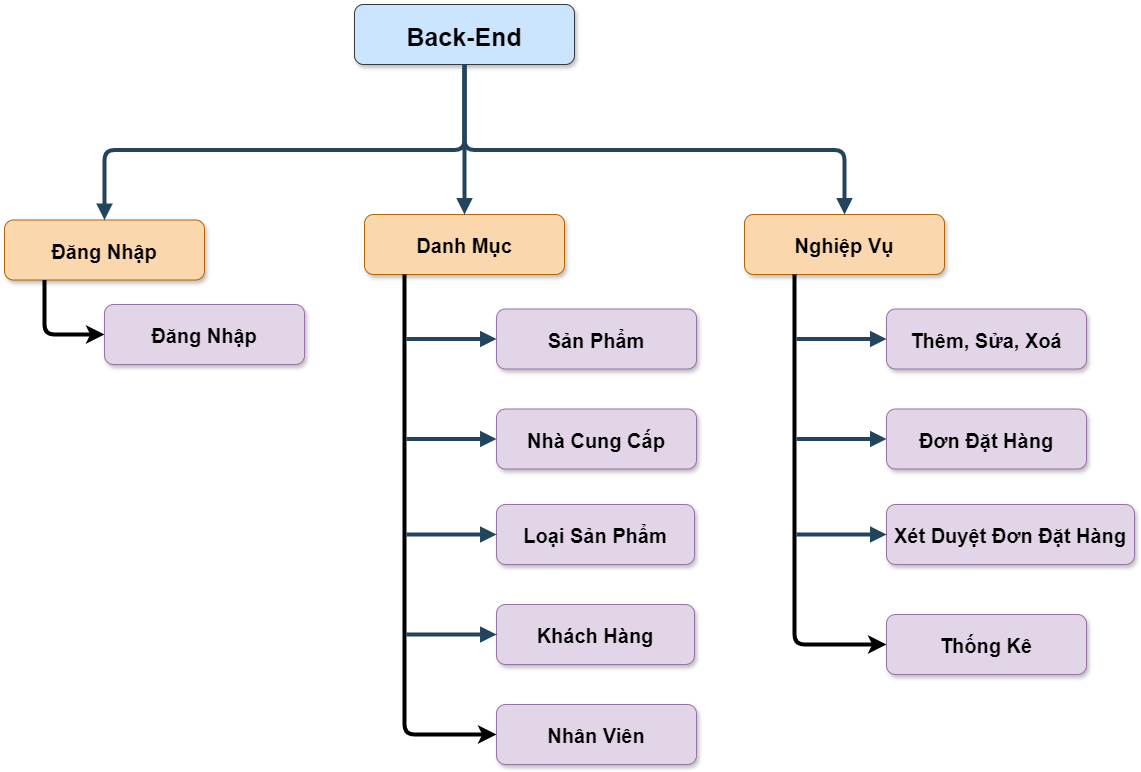 Back-End
Đăng Nhập
Danh Mục
Nghiệp Vụ
Đăng Nhập
Sản Phẩm
Nhà Cung Cấp
Loại Sản Phẩm
Khách Hàng
Nhân Viên
Thêm, Sửa, Xoá
Đơn Đặt Hàng
Xét Duyệt Đơn Đặt Hàng
Thống Kê